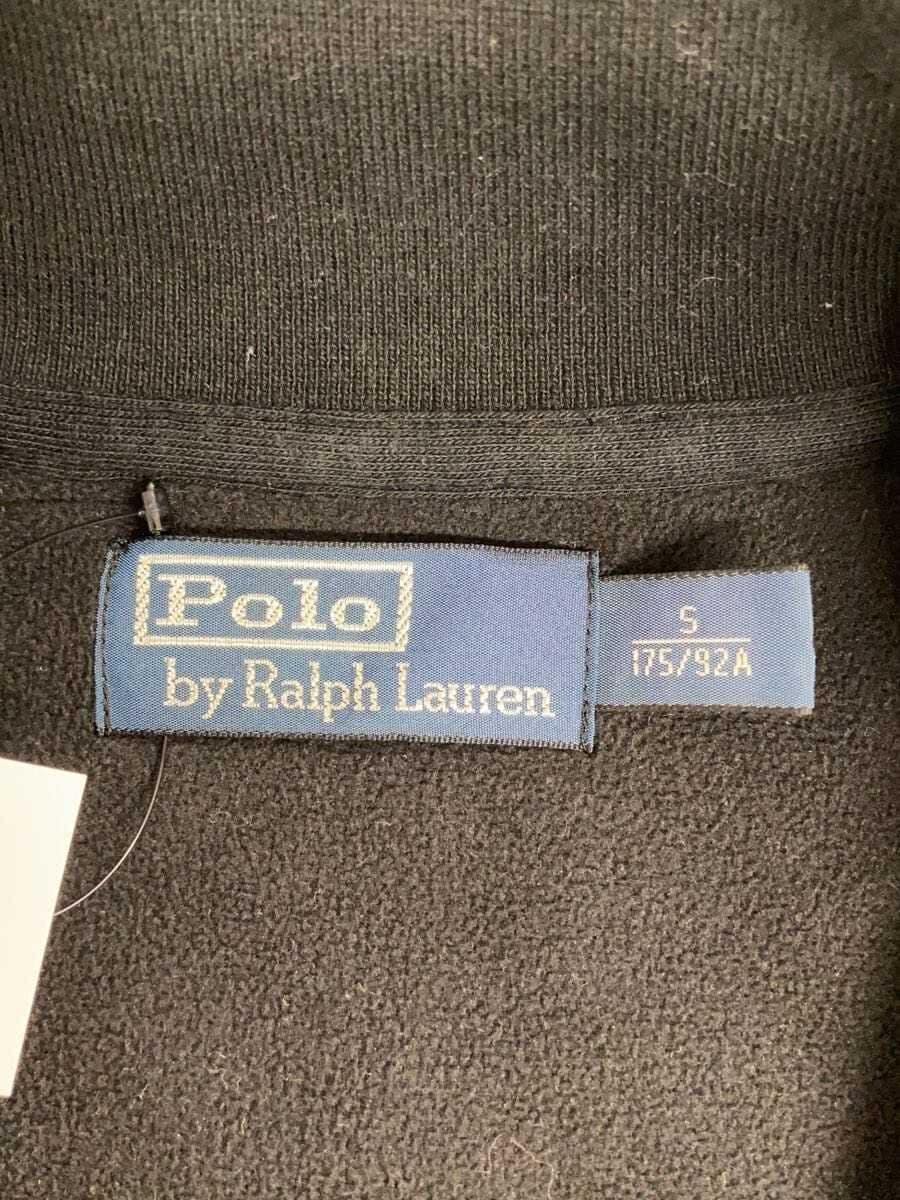 Polo
by Ralph Lauren
S
175/92A